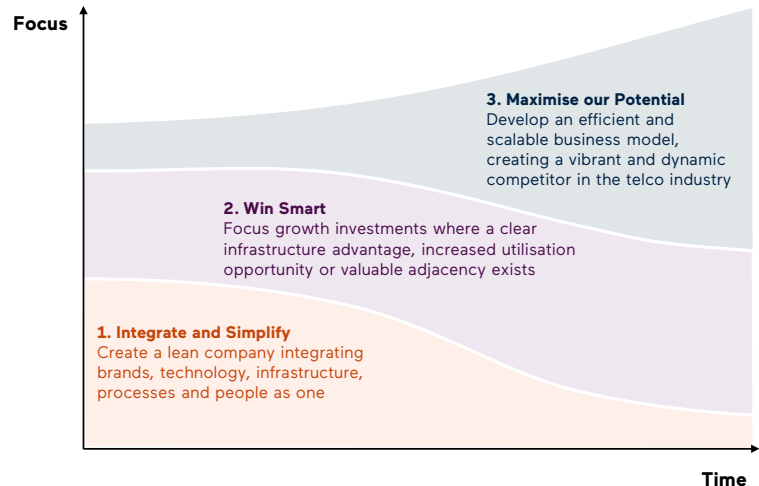 Focus
3. Maximise our Potential
Develop an efficient and
scalable business model,
creating a vibrant and dynamic
competitor in the telco industry
2. Win Smart
Focus growth investments where a clear
infrastructure advantage, increased utilisation
opportunity or valuable adjacency exists
1. Integrate and Simplify
Create a lean company integrating
brands, technology, infrastructure,
processes and people as one
Time